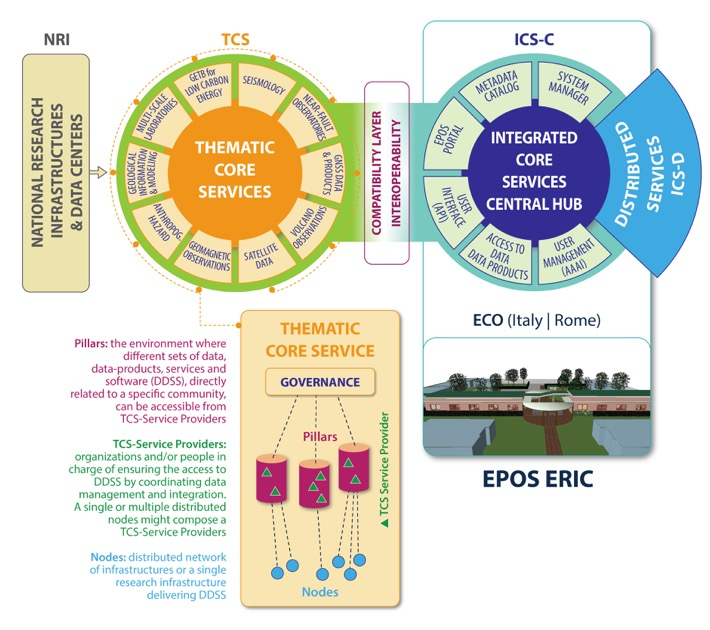 NRI
NATIONAL RESEARCH
INFRASTRUCTURES
& DATA CENTERS
TCS
THEMATIC
CORE
SERVICES
GETB for
LOW CARBON
ENERGY
SEISMOLOGY
NEAR-FAULT
OBSERVATORIES
GNSS DATA
& PRODUCTS
VOLCANO
OBSERVATIONS
SATELLITE
DATA
GEOMAGNETIC
OBSERVATIONS
ANTHROPOG.
HAZARD
GEOLOGICAL
INFORMATION
& MODELING
MULTI-SCALE
LABORATORIES
COMPATIBILITY LAYER
INTEROPERABILITY
ICS-C
INTEGRATED
CORE
SERVICES
CENTRAL HUB
METADATA
CATALOG
SYSTEM
MANAGER
EPOS
PORTAL
USER
INTERFACE
(API)
ACCESS TO
DATA
DATA PRODUCTS
USER
MANAGEMENT
(AAAI)
DISTRIBUTED
SERVICES
ICS-D
ECO (Italy | Rome)
EPOS ERIC
THEMATIC
CORE SERVICE
GOVERNANCE
Pillars
▲ TCS Service Provider
Nodes
Pillars: the environment where
different sets of data,
data-products, services and
software (DDSS), directly
related to a specific community,
can be accessible from
TCS-Service Providers
TCS-Service Providers:
organizations and/or people in
charge of ensuring the access to
DDSS by coordinating data
management and integration.
A single or multiple distributed
nodes might compose a
TCS-Service Providers
Nodes: distributed network
of infrastructures or a single
research infrastructure
delivering DDSS